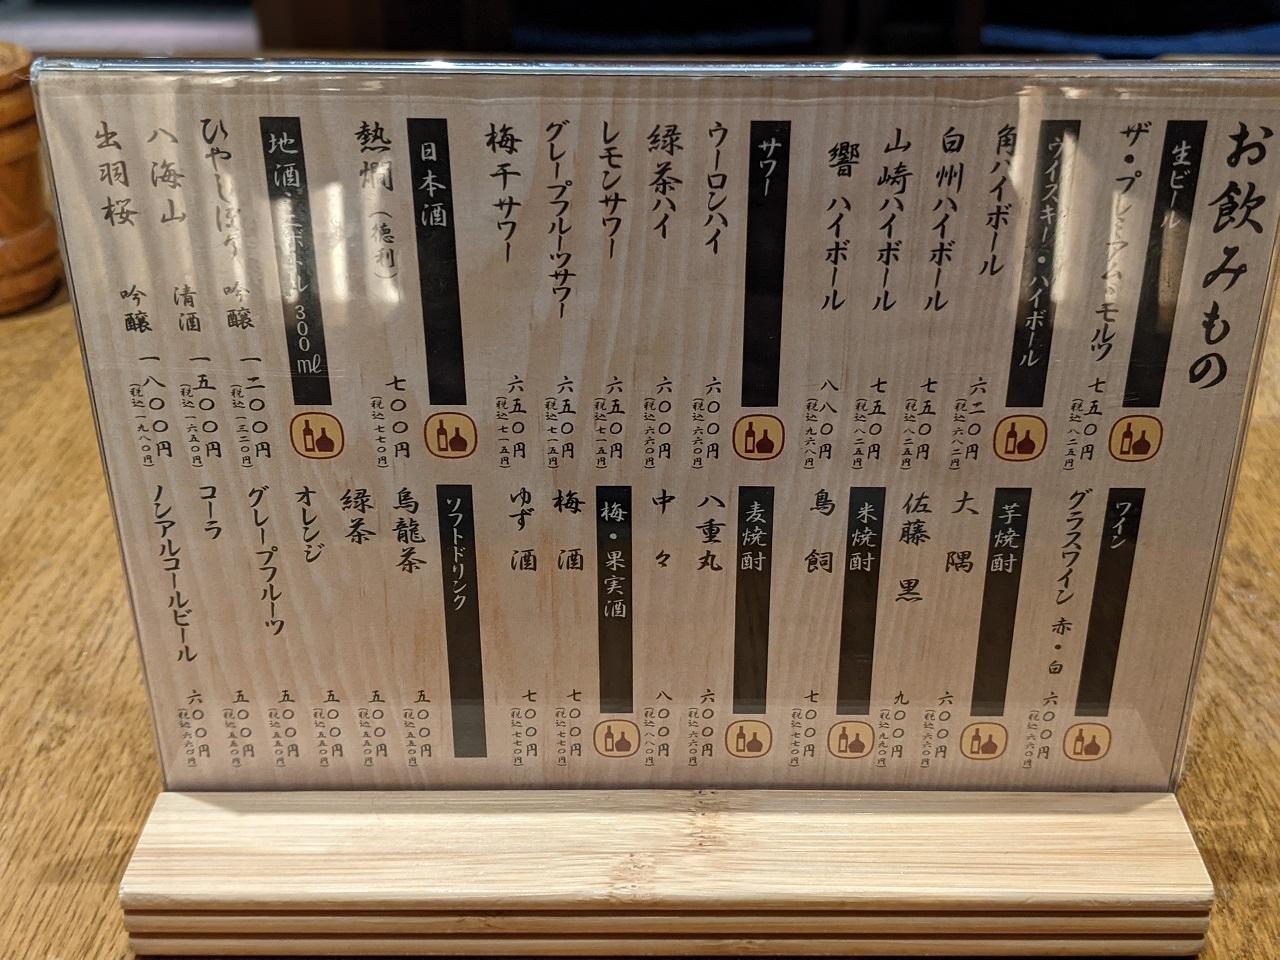 お飲みもの
生ビール
ザ・プレミアム・モルツ 七五〇円
(税込八二五円)
ウイスキー・ハイボール
角ハイボール 六二〇円
(税込六八二円)
白州ハイボール 七五〇円
(税込八二五円)
山崎ハイボール 七五〇円
(税込八二五円)
響 ハイボール 八八〇円
(税込九六八円)
サワー
ウーロンハイ 六〇〇円
(税込六六〇円)
緑茶ハイ 六〇〇円
(税込六六〇円)
レモンサワー 六五〇円
(税込七一五円)
グレープフルーツサワー 六五〇円
(税込七一五円)
梅干サワー 六五〇円
(税込七一五円)
日本酒
熱燗(徳利) 七〇〇円
(税込七七〇円)
地酒 300ml
ひやしぼり 吟醸 一二〇〇円
(税込一三二〇円)
八海山 清酒 一五〇〇円
(税込一六五〇円)
出羽桜 吟醸 一八〇〇円
(税込一九八〇円)
ワイン
グラスワイン 赤・白 六〇〇円
(税込六六〇円)
芋焼酎
大隅 六〇〇円
(税込六六〇円)
佐藤 黒 九〇〇円
(税込九九〇円)
米焼酎
鳥飼 七〇〇円
(税込七七〇円)
麦焼酎
八重丸 六〇〇円
(税込六六〇円)
中々 八〇〇円
(税込八八〇円)
梅・果実酒
梅酒 七〇〇円
(税込七七〇円)
ゆず酒 七〇〇円
(税込七七〇円)
ソフトドリンク
烏龍茶 五〇〇円
(税込五五〇円)
緑茶 五〇〇円
(税込五五〇円)
オレンジ 五〇〇円
(税込五五〇円)
グレープフルーツ 五〇〇円
(税込五五〇円)
コーラ 五〇〇円
(税込五五〇円)
ノンアルコールビール 六〇〇円
(税込六六〇円)